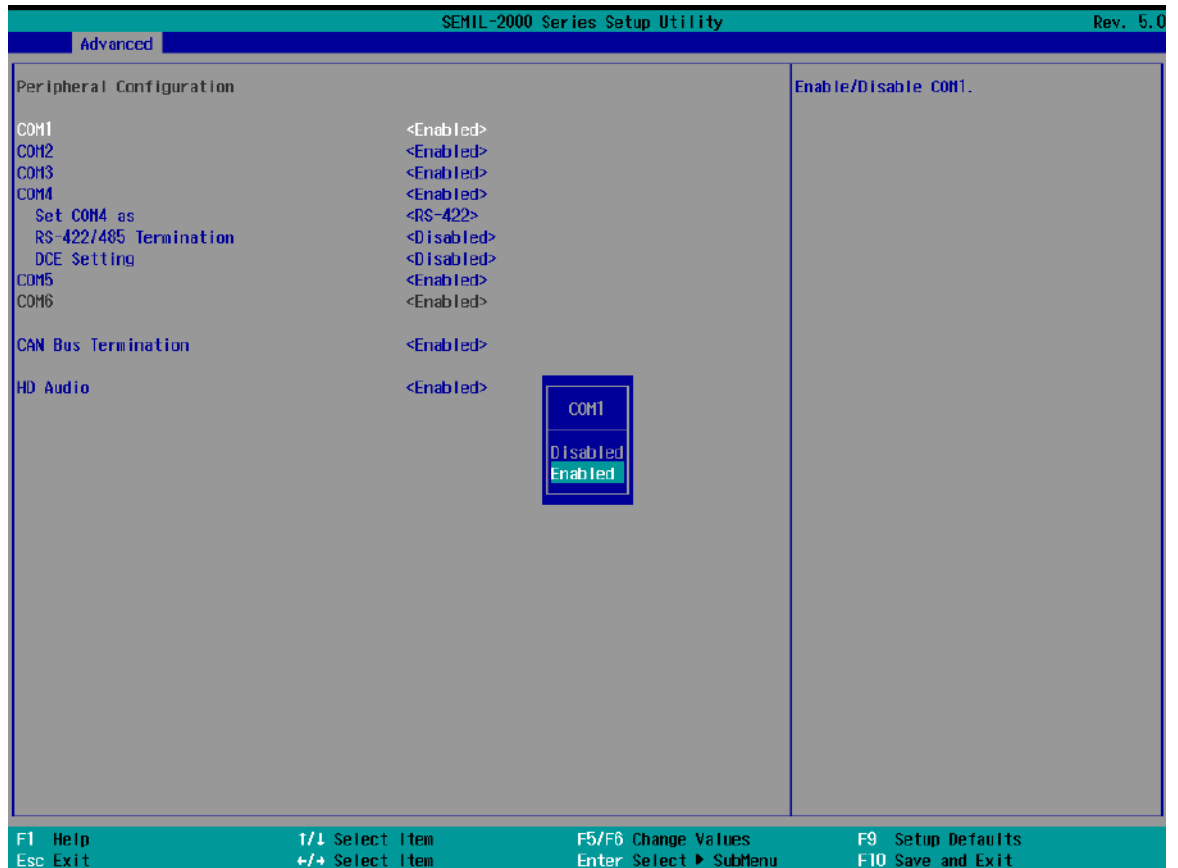 SEMIL-2000 Series Setup Utility Rev. 5.0
Advanced
Peripheral Configuration
Enable/Disable COM1.
COM1 <Enabled>
COM2 <Enabled>
COM3 <Enabled>
COM4 <Enabled>
Set COM4 as <RS-422>
RS-422/485 Termination <Disabled>
DCE Setting <Disabled>
COM5 <Enabled>
COM6 <Enabled>
CAN Bus Termination <Enabled>
HD Audio <Enabled>
COM1
Disabled
Enabled
F1 Help ↑/↓ Select Item F5/F6 Change Values F9 Setup Defaults
Esc Exit ←/→ Select Item Enter Select ▶ SubMenu F10 Save and Exit